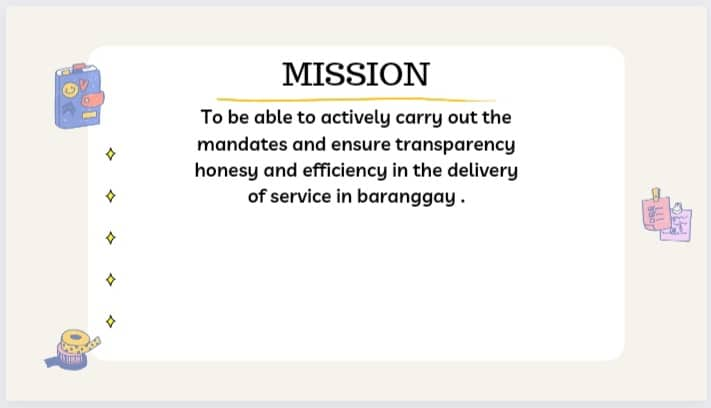 MISSION
To be able to actively carry out the
mandates and ensure transparency
honesy and efficiency in the delivery
of service in baranggay .